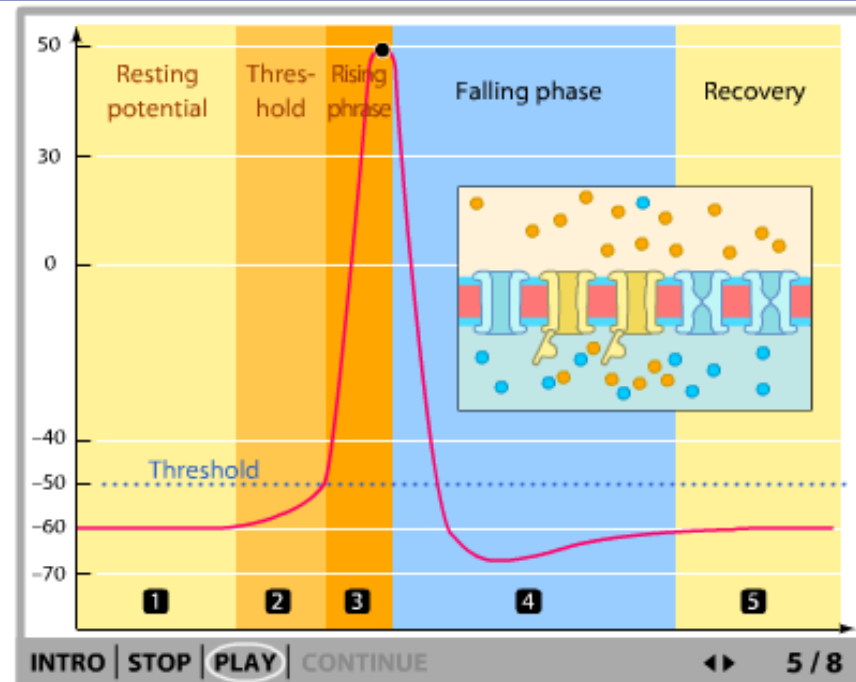 50
Resting
potential
Thres-
hold
Rising
phrase
Falling phase
Recovery
30
0
–40
Threshold
–50
–60
–70
1
2
3
4
5
INTRO | STOP | PLAY | CONTINUE
5 / 8